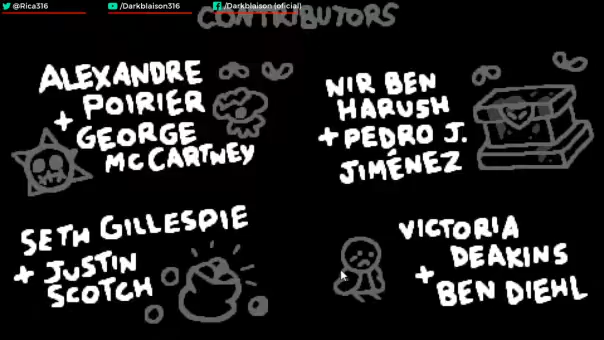 @Rica316 /Darkblaison316 /Darkblaison (oficial)
CONTRIBUTORS
ALEXANDRE
POIRIER
+ GEORGE
MCCARTNEY
NIR BEN
HARUSH
+ PEDRO J.
JIMÉNEZ
SETH GILLESPIE
+ JUSTIN
SCOTCH
VICTORIA
DEAKINS
+ BEN DIEHL